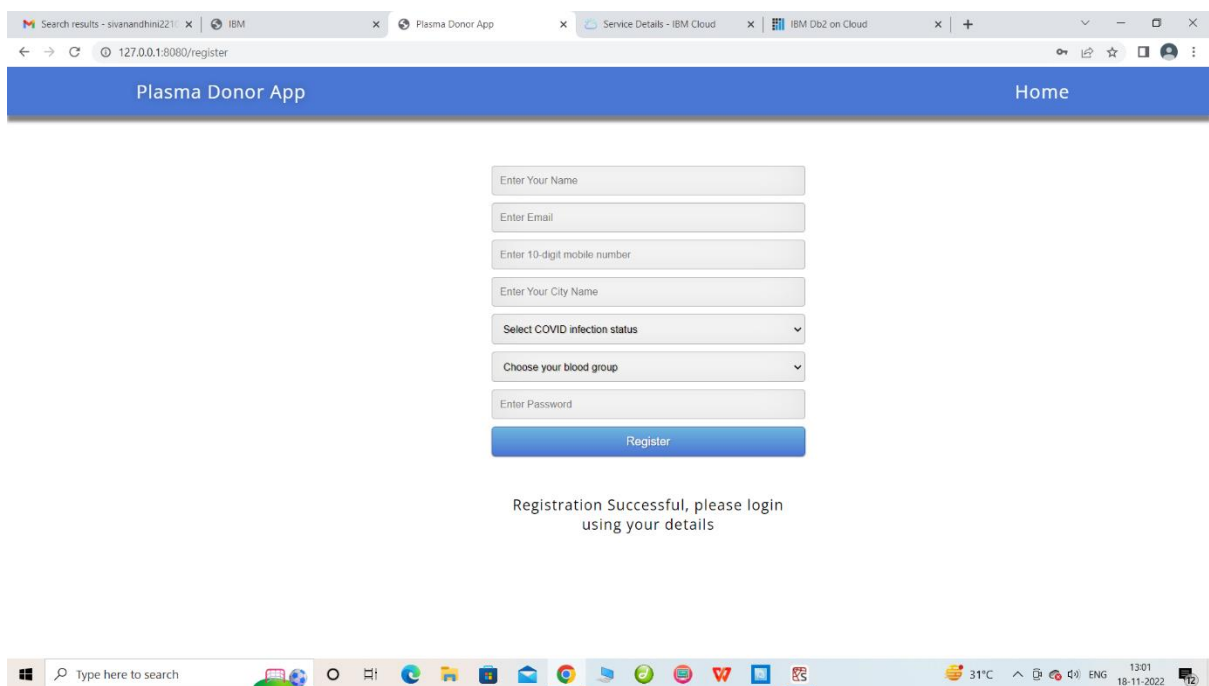 Search results - sivanandhini221
IBM
Plasma Donor App
Service Details - IBM Cloud
IBM Db2 on Cloud
127.0.0.1:8080/register
Plasma Donor App
Home
Enter Your Name
Enter Email
Enter 10-digit mobile number
Enter Your City Name
Select COVID infection status
Choose your blood group
Enter Password
Register
Registration Successful, please login
using your details
Type here to search
31°C
ENG
13:01
18-11-2022
12